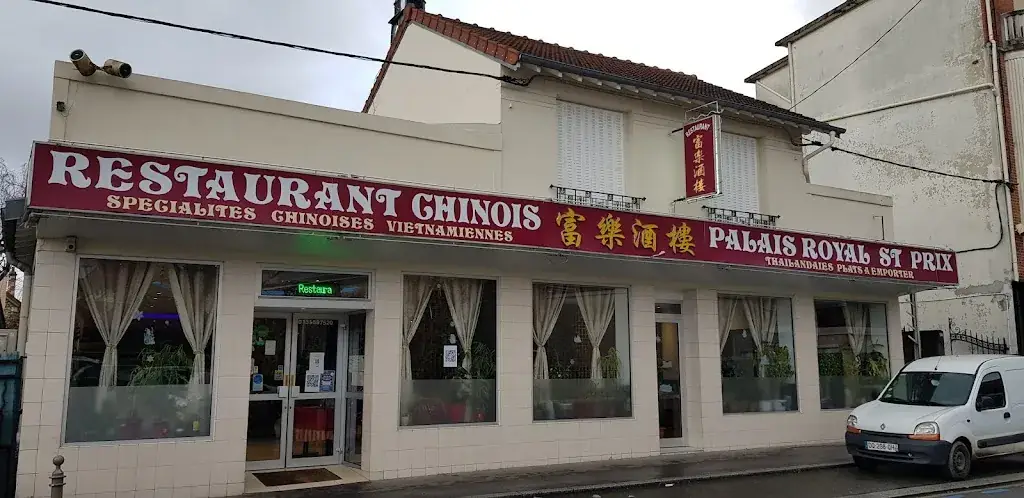 RESTAURANT CHINOIS
SPECIALITES CHINOISES VIETNAMIENNES
富樂酒樓
PALAIS ROYAL ST PRIX
THAILANDAIES PLATS A EMPORTER
RESTAURANT
富樂酒樓
Restaura